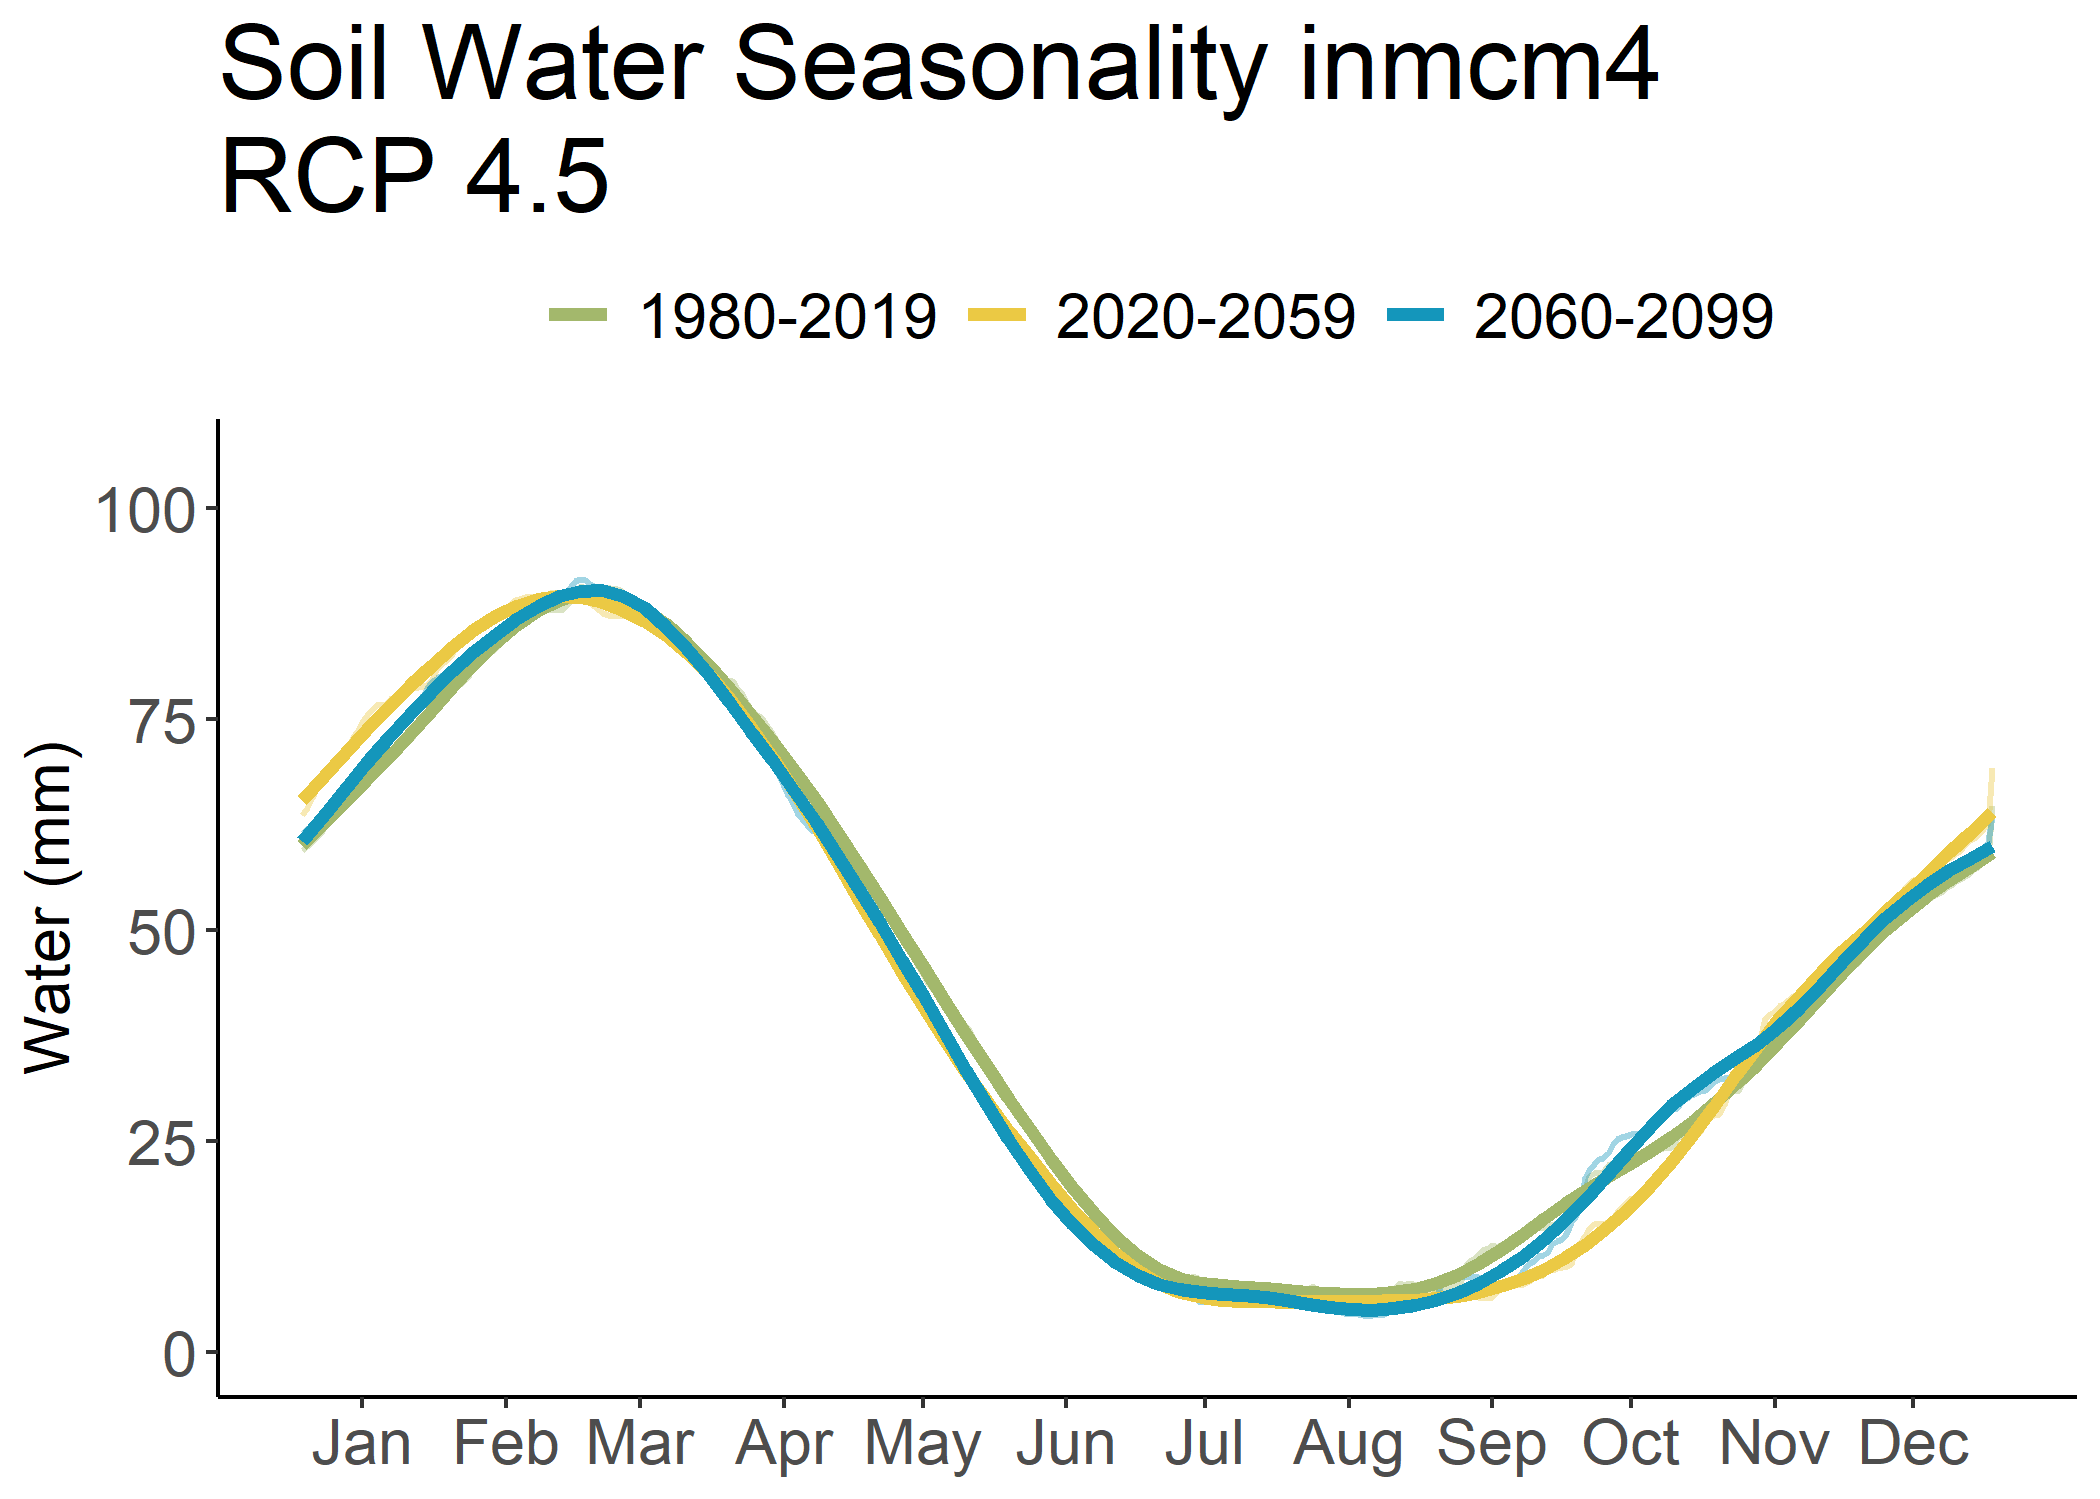 Soil Water Seasonality inmcm4
RCP 4.5
1980-2019 2020-2059 2060-2099
Water (mm)
100
75
50
25
0
Jan Feb Mar Apr May Jun Jul Aug Sep Oct Nov Dec